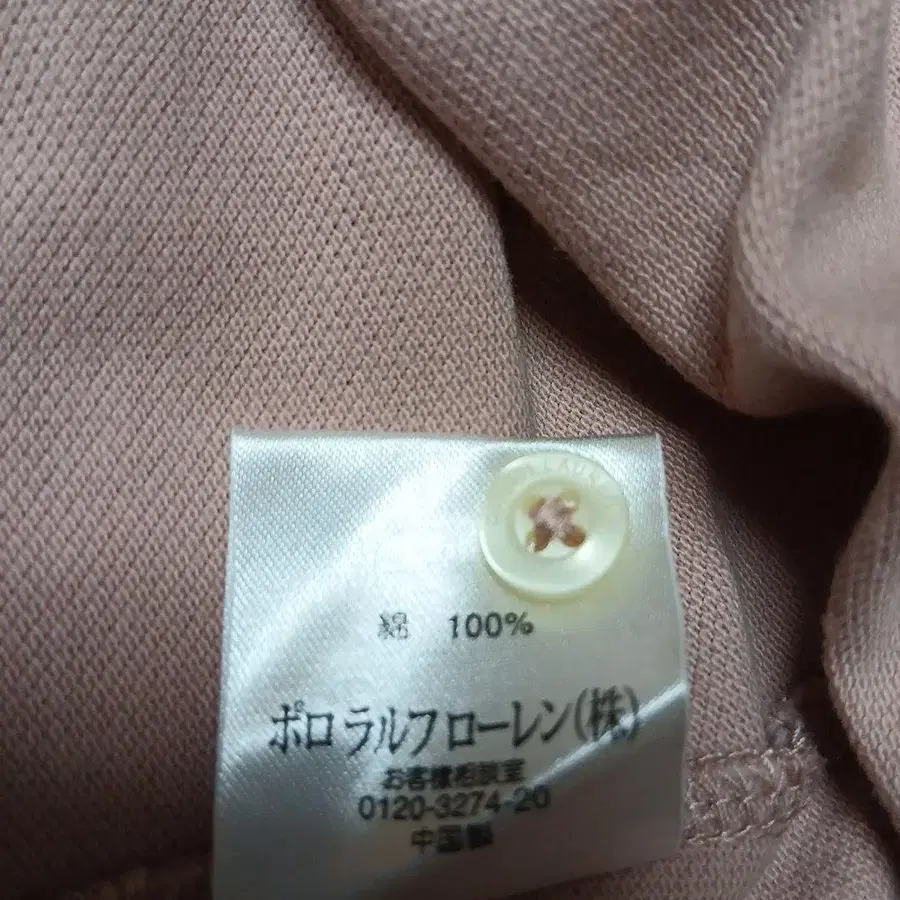 綿 100%
ポロ ラルフ ローレン(株)
お客様相談室
0120-3274-20
中国製